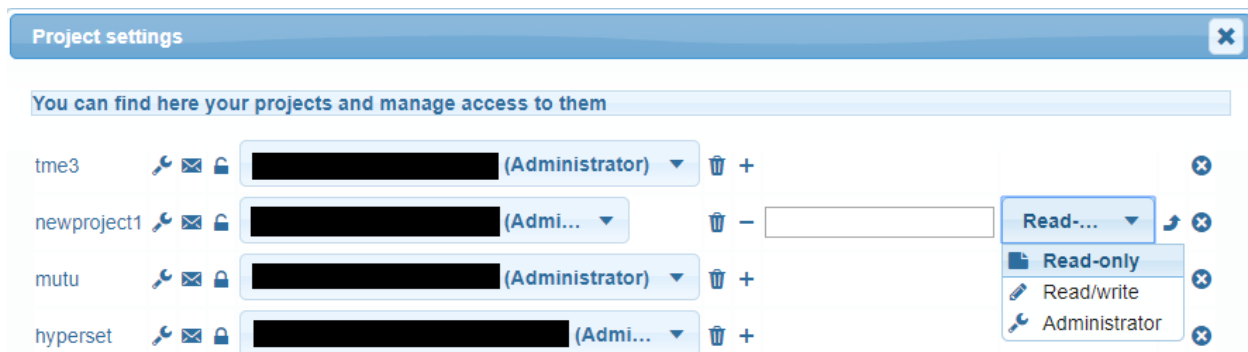 Project settings
You can find here your projects and manage access to them
tme3 (Administrator)
newproject1 (Admi... Read-...
Read-only
mutu (Administrator)
Read/write
Administrator
hyperset (Admi...